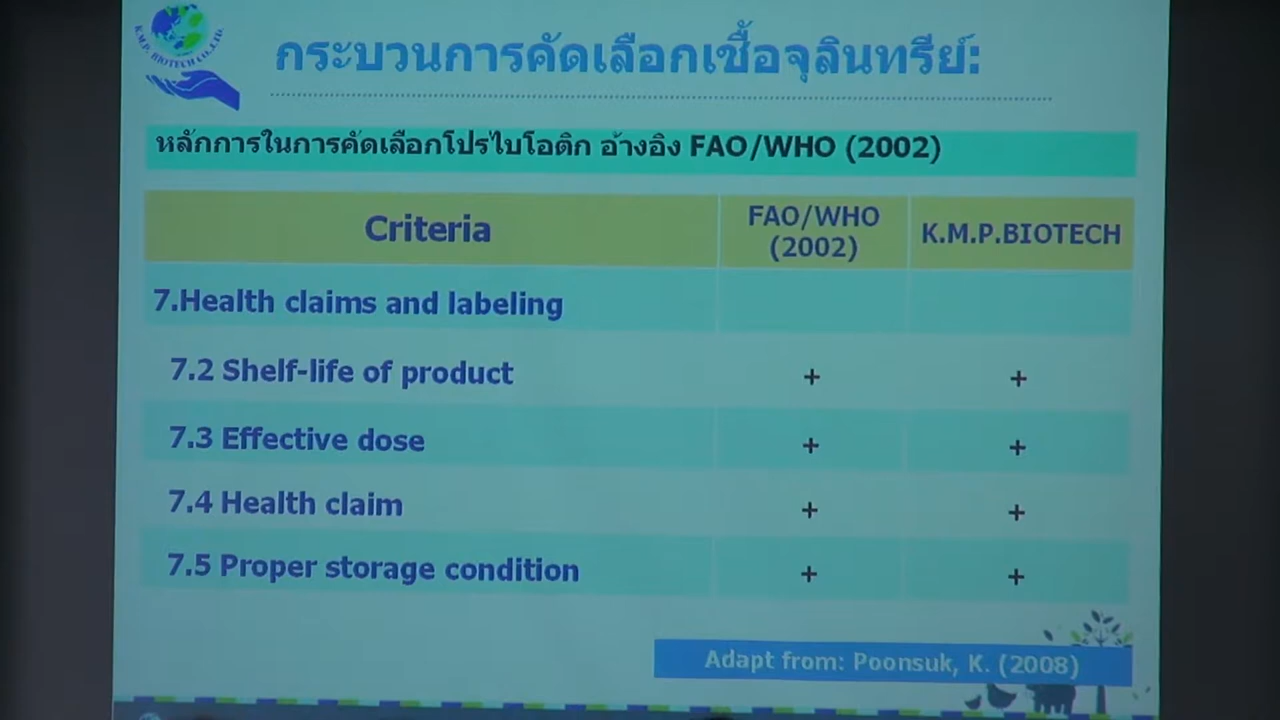 K.M.P. BIOTECH CO.,LTD.
กระบวนการคัดเลือกเชื้อจุลินทรีย์:
หลักการในการคัดเลือกโปรไบโอติก อ้างอิง FAO/WHO (2002)
Criteria FAO/WHO (2002) K.M.P.BIOTECH
7.Health claims and labeling
7.2 Shelf-life of product + +
7.3 Effective dose + +
7.4 Health claim + +
7.5 Proper storage condition + +
Adapt from: Poonsuk, K. (2008)